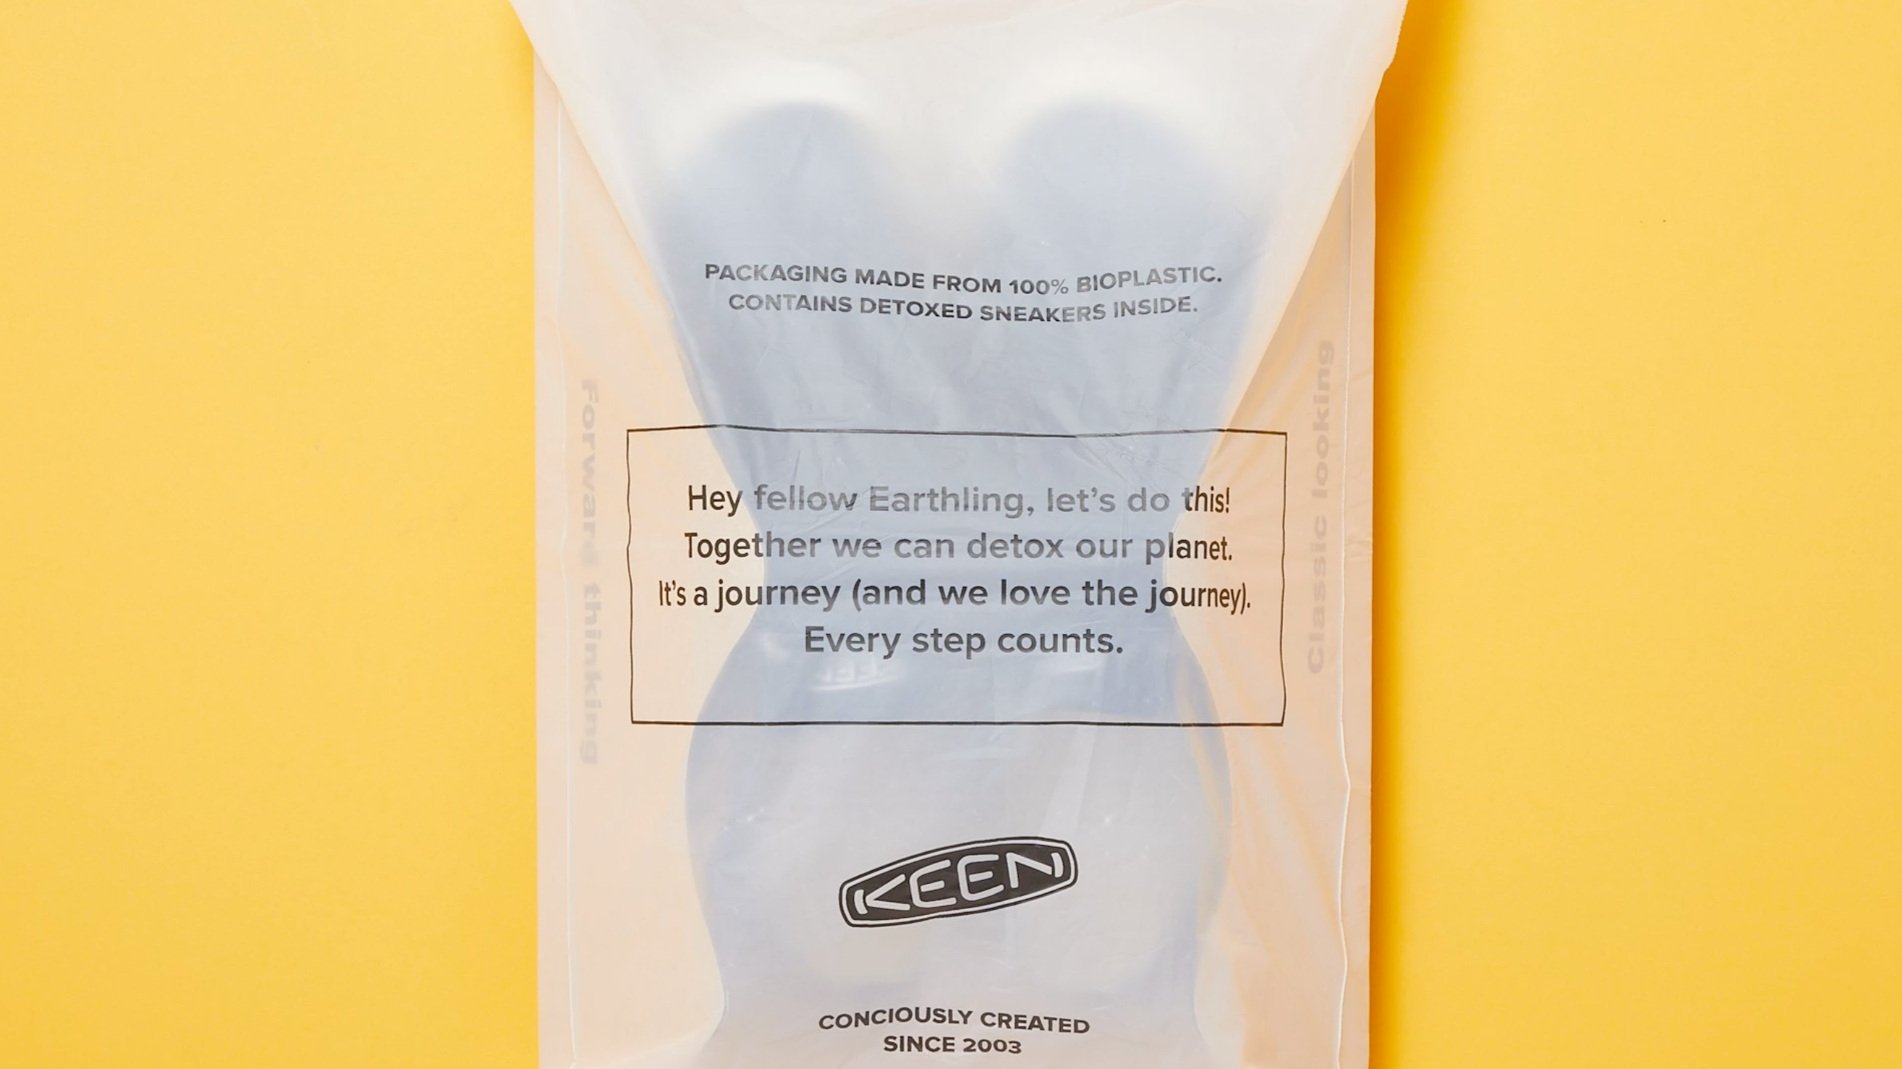 PACKAGING MADE FROM 100% BIOPLASTIC.
CONTAINS DETOXED SNEAKERS INSIDE.
Forward thinking
Classic looking
Hey fellow Earthling, let's do this!
Together we can detox our planet.
It's a journey (and we love the journey).
Every step counts.
KEEN
CONCIOUSLY CREATED
SINCE 2003